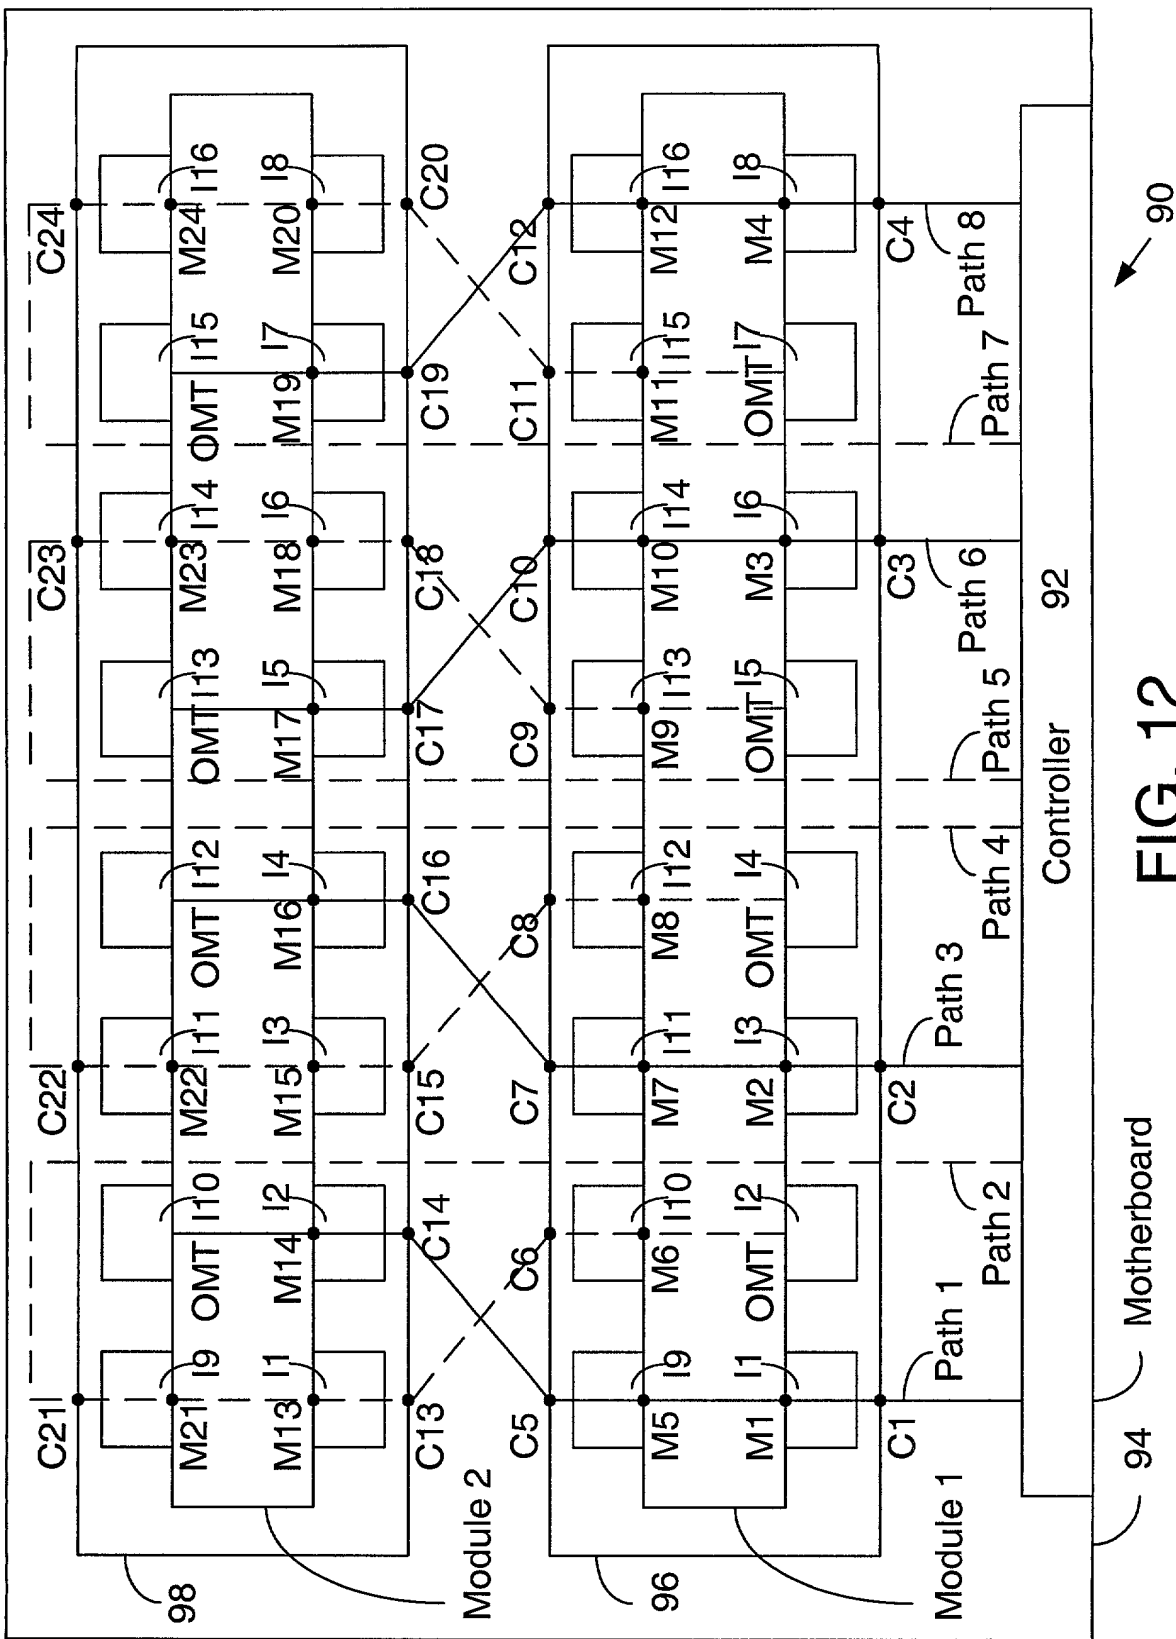 C21 C22 C23 C24
I9 I10 I11 I12 I13 I14 I15 I16
M21 OMT M22 OMT OMT M23 OMT M24
I1 I2 I3 I4 I5 I6 I7 I8
M13 M14 M15 M16 M17 M18 M19 M20
98
C13 C14 C15 C16 C17 C18 C19 C20
Module 2
C5 C6 C7 C8 C9 C10 C11 C12
I9 I10 I11 I12 I13 I14 I15 I16
M5 M6 M7 M8 M9 M10 M11 M12
I1 I2 I3 I4 I5 I6 I7 I8
M1 OMT M2 OMT OMT M3 OMT M4
96
C1 C2 C3 C4
Module 1
Path 1 Path 3 Path 6 Path 8
Path 2 Path 4 Path 5 Path 7
Controller 92
94 Motherboard
90
FIG. 12